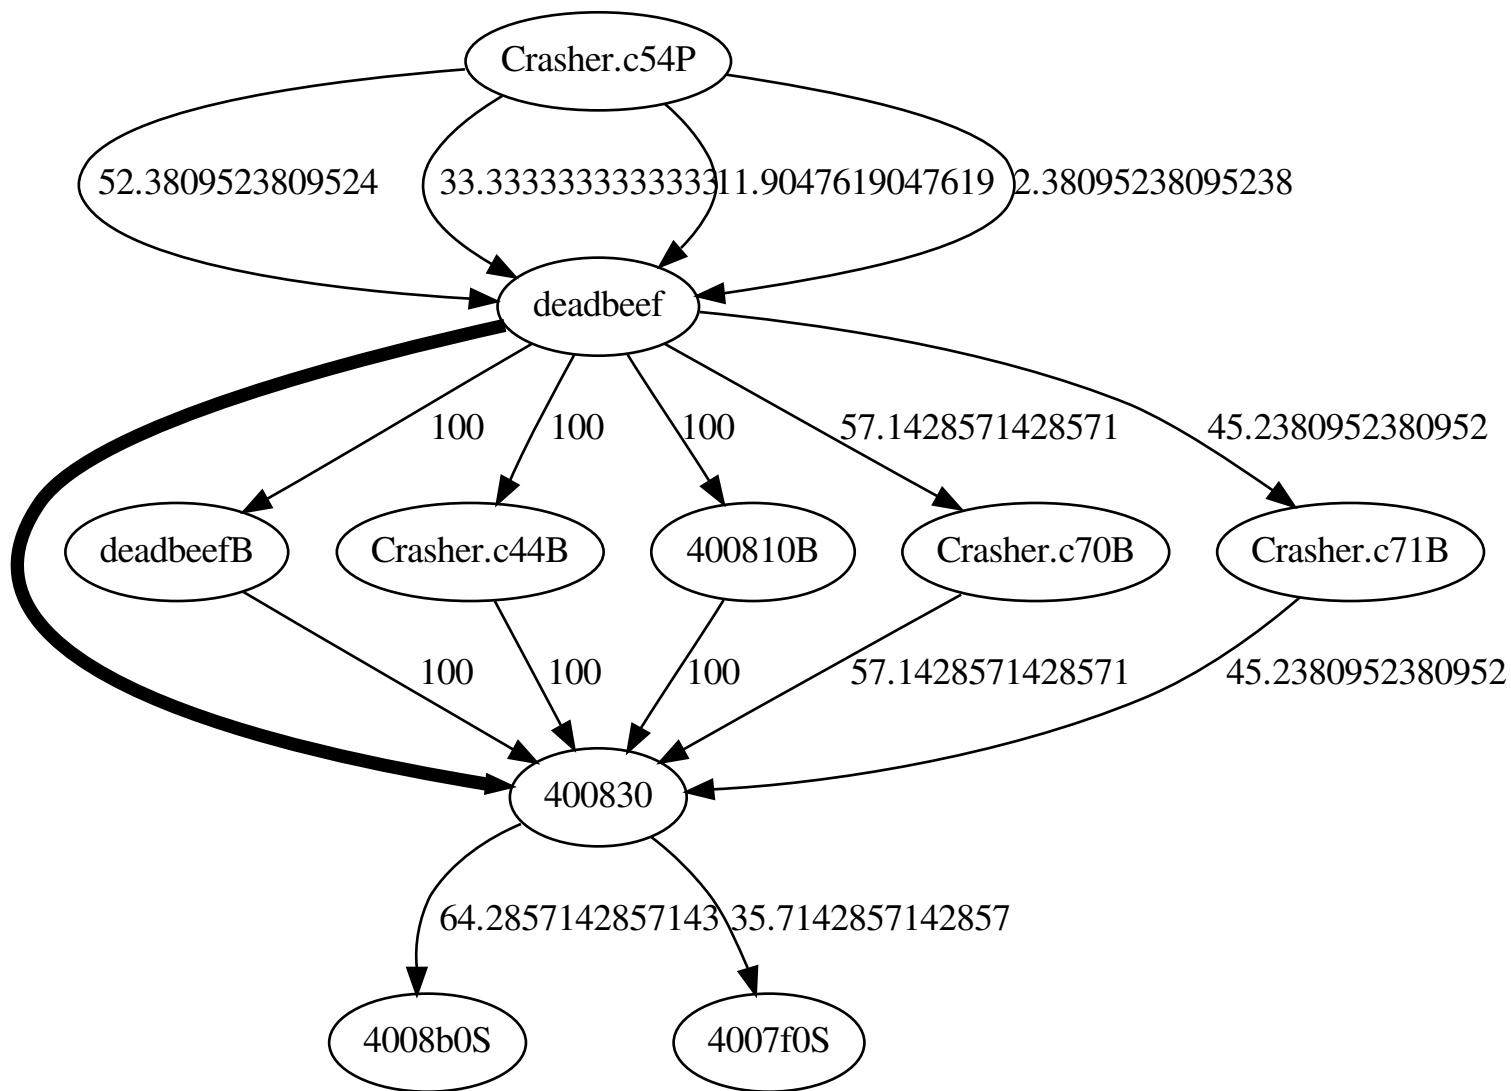 Crasher.c54P
52.3809523809524
33.3333333333333
11.9047619047619
2.38095238095238
deadbeef
100
100
100
57.1428571428571
45.2380952380952
deadbeefB
Crasher.c44B
400810B
Crasher.c70B
Crasher.c71B
100
100
100
57.1428571428571
45.2380952380952
400830
64.2857142857143
35.7142857142857
4008b0S
4007f0S